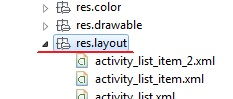 res.color
res.drawable
res.layout
activity_list_item_2.xml
activity_list_item.xml
activity_list.xml